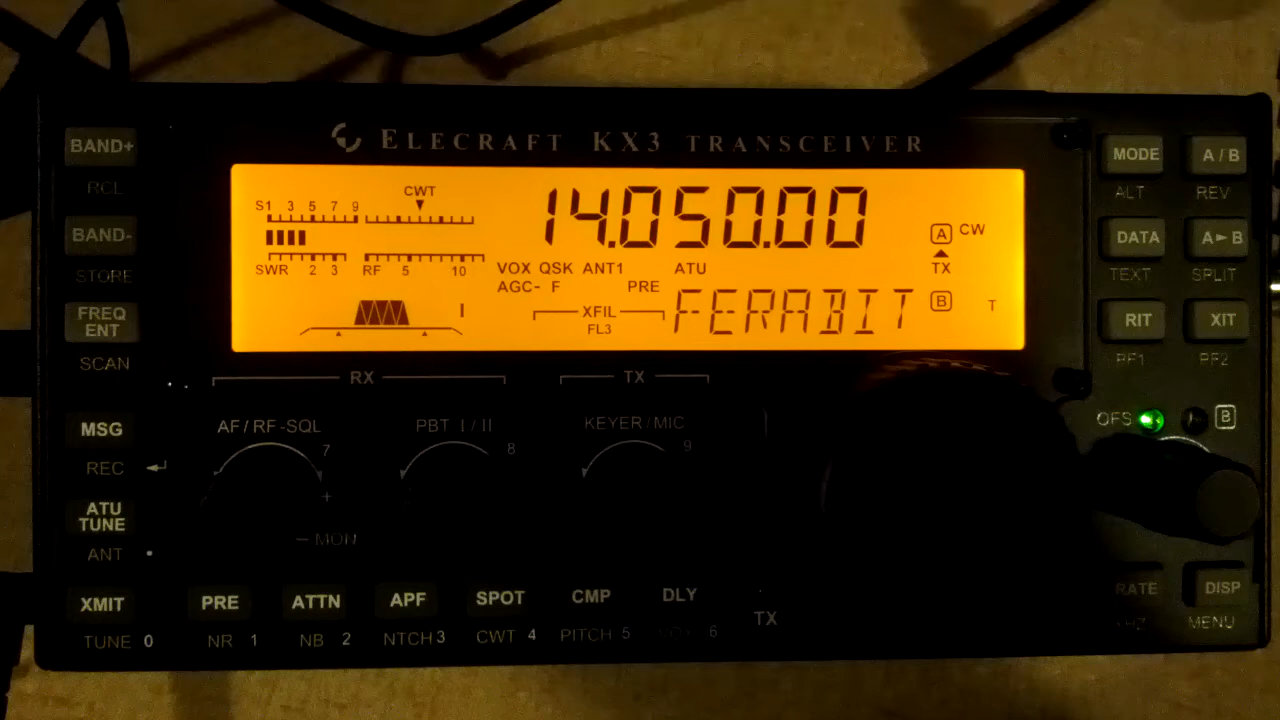 ELECRAFT KX3 TRANSCEIVER
BAND+
RCL
BAND-
STORE
FREQ
ENT
SCAN
MSG
REC
ATU
TUNE
ANT
XMIT
TUNE 0
CWT
S1 3 5 7 9
SWR 2 3 RF 5 10
14.050.00
VOX QSK ANT1 ATU
AGC- F PRE
XFIL
FL3
FERABIT
A CW
TX
B T
MODE A/B
ALT REV
DATA A►B
TEXT SPLIT
RIT XIT
PF1 PF2
OFS B
RX TX
AF/RF-SQL PBT I/II KEYER/MIC
7 8 9
+
- MON
PRE ATTN APF SPOT CMP DLY
NR 1 NB 2 NTCH 3 CWT 4 PITCH 5 VOX 6
TX
RATE DISP
KHZ MENU